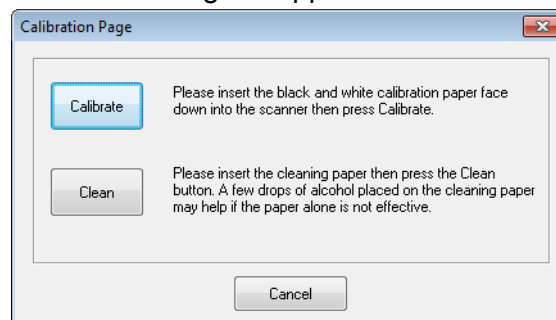 Calibration Page
Calibrate
Please insert the black and white calibration paper face
down into the scanner then press Calibrate.
Clean
Please insert the cleaning paper then press the Clean
button. A few drops of alcohol placed on the cleaning paper
may help if the paper alone is not effective.
Cancel